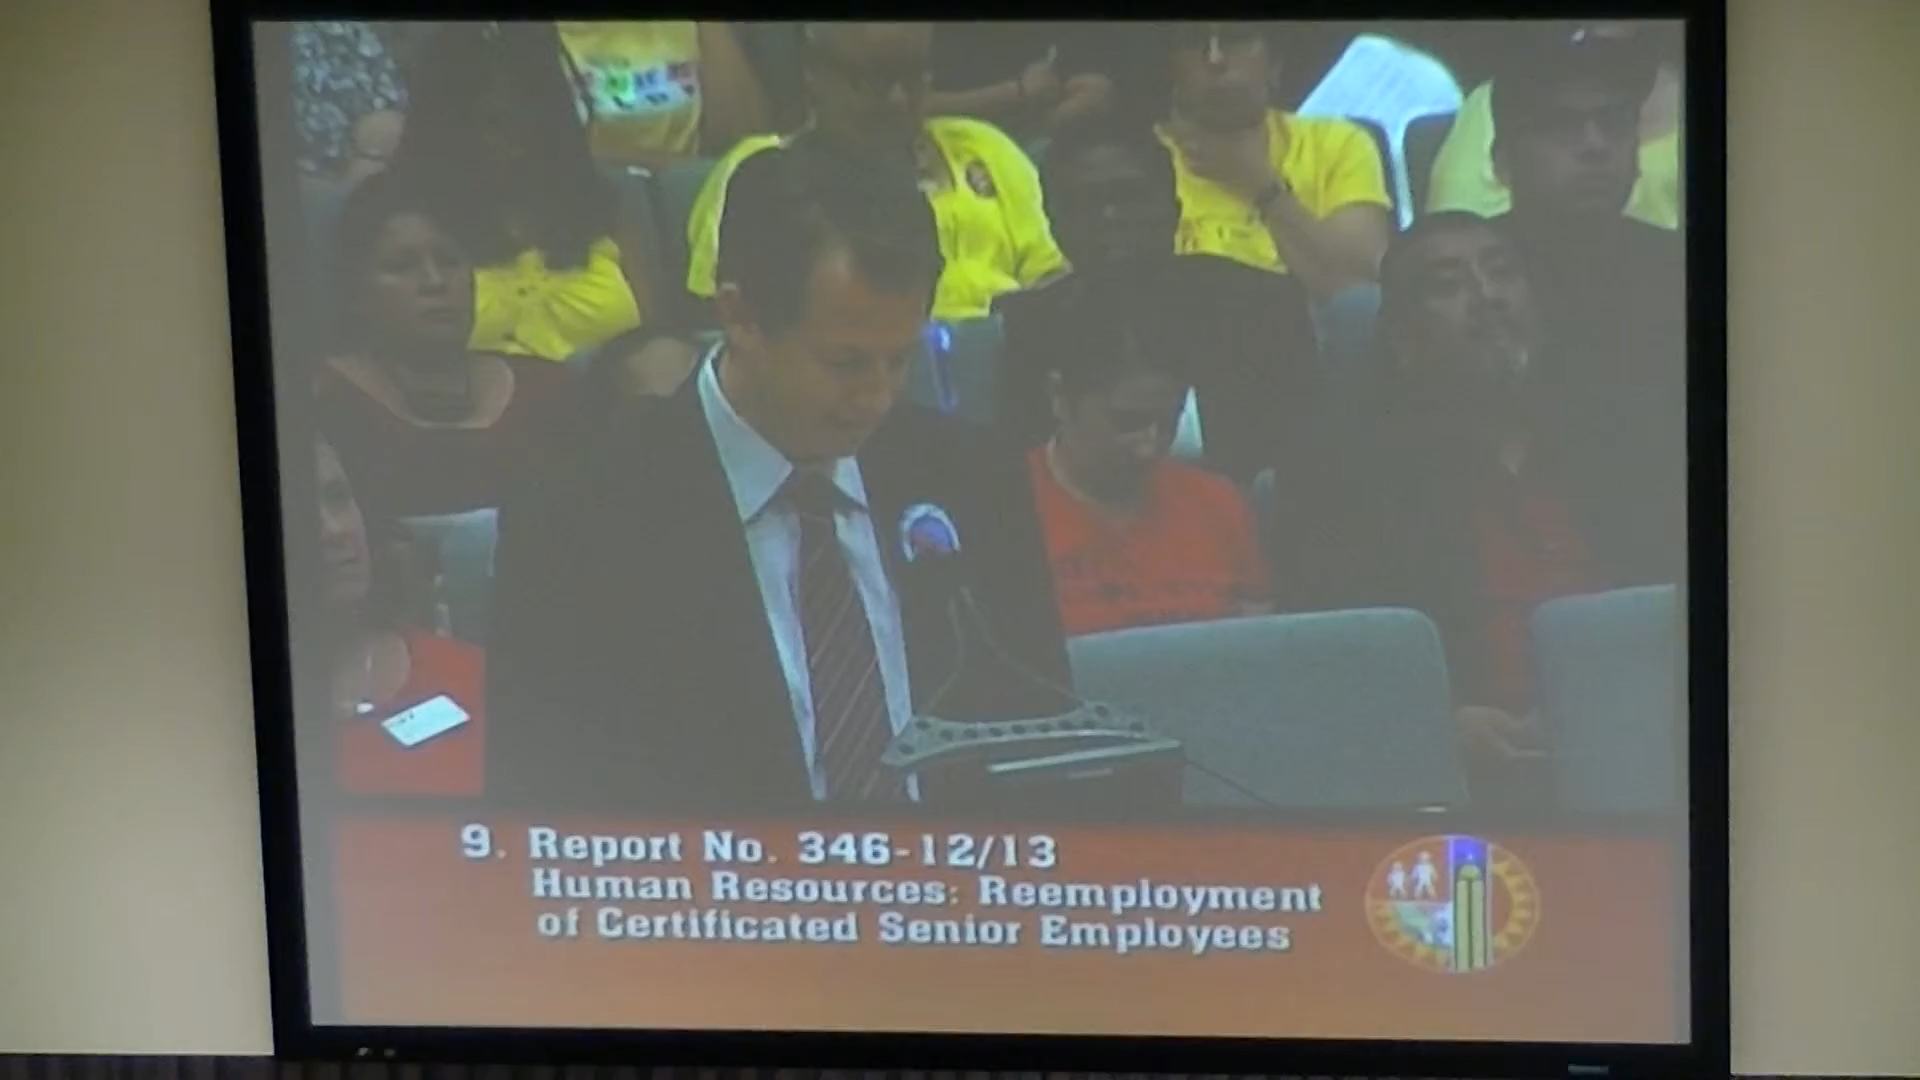 9. Report No. 346-12/13
Human Resources: Reemployment
of Certificated Senior Employees